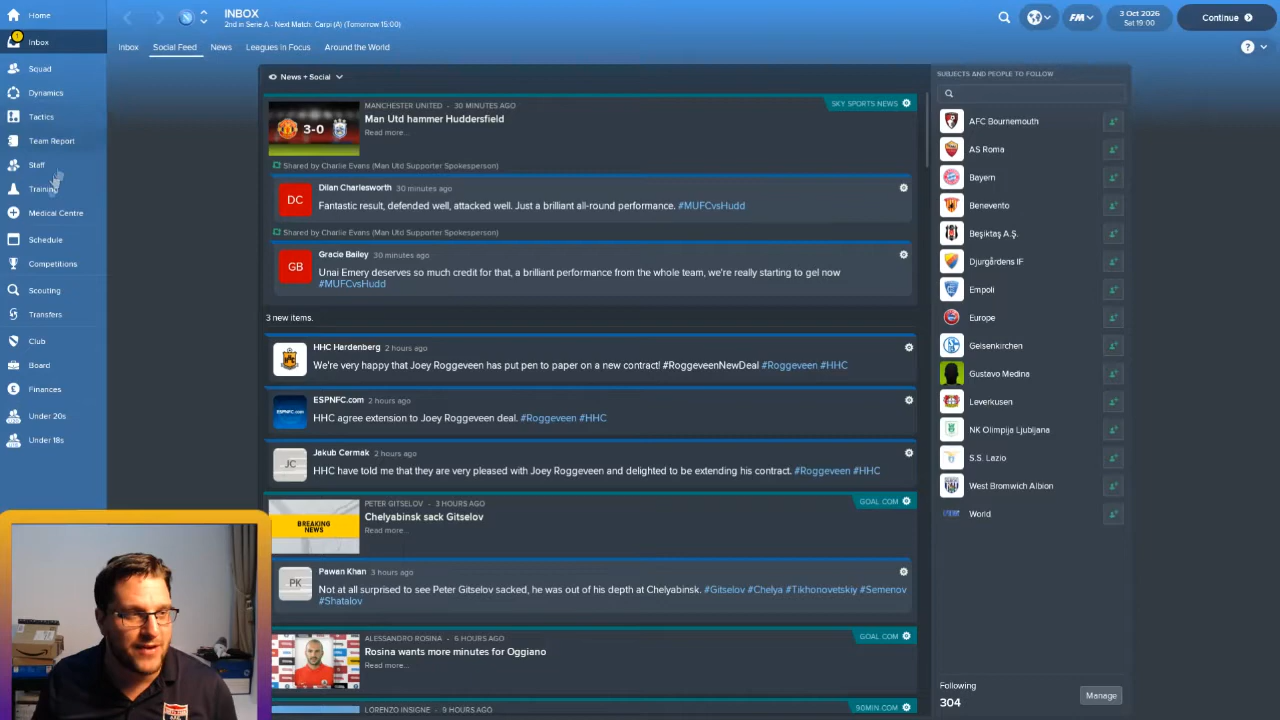 Home
INBOX
2nd in Serie A - Next Match: Carpi (A) (Tomorrow 15:00)
FM
3 Oct 2026
Sat 19:00
Continue
1
Inbox
Squad
Dynamics
Tactics
Team Report
Staff
Training
Medical Centre
Schedule
Competitions
Scouting
Transfers
Club
Board
Finances
Under 20s
Under 18s
Inbox Social Feed News Leagues in Focus Around the World
?
News + Social
MANCHESTER UNITED - 30 MINUTES AGO
SKY SPORTS NEWS
3-0
Man Utd hammer Huddersfield
Read more...
Shared by Charlie Evans (Man Utd Supporter Spokesperson)
DC
Dilan Charlesworth 30 minutes ago
Fantastic result, defended well, attacked well. Just a brilliant all-round performance. #MUFCvsHudd
Shared by Charlie Evans (Man Utd Supporter Spokesperson)
GB
Gracie Bailey 30 minutes ago
Unai Emery deserves so much credit for that, a brilliant performance from the whole team, we're really starting to gel now
#MUFCvsHudd
3 new items.
HHC Hardenberg 2 hours ago
We're very happy that Joey Roggeveen has put pen to paper on a new contract! #RoggeveenNewDeal #Roggeveen #HHC
ESPNFC.com
ESPNFC.com 2 hours ago
HHC agree extension to Joey Roggeveen deal. #Roggeveen #HHC
JC
Jakub Cermak 2 hours ago
HHC have told me that they are very pleased with Joey Roggeveen and delighted to be extending his contract. #Roggeveen #HHC
PETER GITSELOV - 3 HOURS AGO
GOAL.COM
BREAKING
NEWS
Chelyabinsk sack Gitselov
Read more...
PK
Pawan Khan 3 hours ago
Not at all surprised to see Peter Gitselov sacked, he was out of his depth at Chelyabinsk. #Gitselov #Chelya #Tikhonovetskiy #Semenov
#Shatalov
ALESSANDRO ROSINA - 6 HOURS AGO
GOAL.COM
Rosina wants more minutes for Oggiano
Read more...
LORENZO INSIGNE - 9 HOURS AGO
90MIN.COM
SUBJECTS AND PEOPLE TO FOLLOW
AFC Bournemouth
AS Roma
Bayern
Benevento
Beşiktaş A.Ş.
Djurgårdens IF
Empoli
Europe
Gelsenkirchen
Gustavo Medina
Leverkusen
NK Olimpija Ljubljana
S.S. Lazio
West Bromwich Albion
World
Following
304
Manage